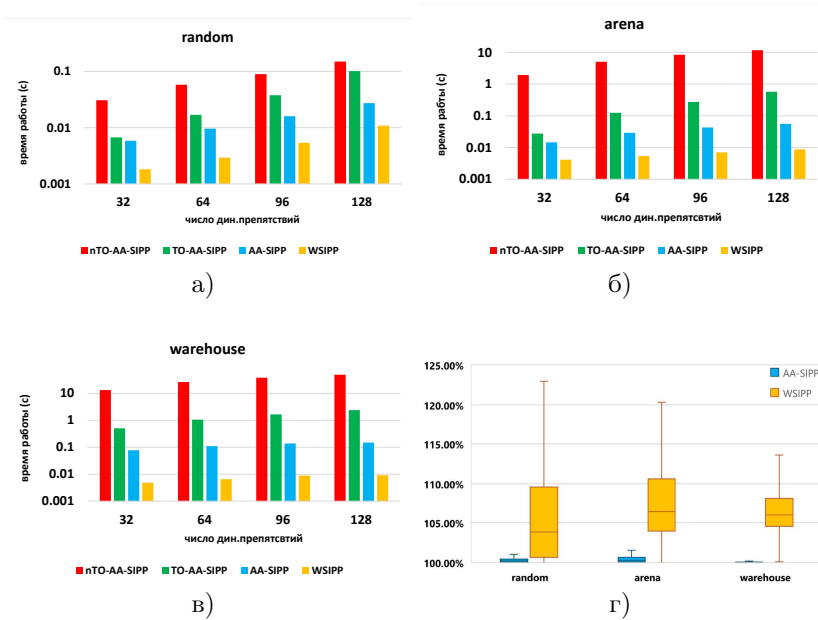 random
время работы (с)
0.1
0.01
0.001
32 64 96 128
число дин.препятствий
nTO-AA-SIPP TO-AA-SIPP AA-SIPP WSIPP
а)
arena
время рабты (с)
10
1
0.1
0.01
0.001
32 64 96 128
число дин.препятсвтий
nTO-AA-SIPP TO-AA-SIPP AA-SIPP WSIPP
б)
warehouse
время работы (с)
10
1
0.1
0.01
0.001
32 64 96 128
число дин.препятсвтий
nTO-AA-SIPP TO-AA-SIPP AA-SIPP WSIPP
в)
125.00%
120.00%
115.00%
110.00%
105.00%
100.00%
AA-SIPP
WSIPP
random arena warehouse
г)